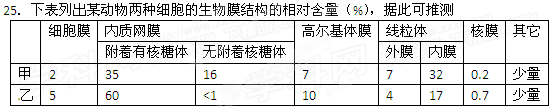 25. 下表列出某动物两种细胞的生物膜结构的相对含量（%），据此可推测
细胞膜 内质网膜 高尔基体膜 线粒体 核膜 其它
附着有核糖体 无附着核糖体 外膜 内膜
甲 2 35 16 7 7 32 0.2 少量
乙 5 60 <1 10 4 17 0.7 少量